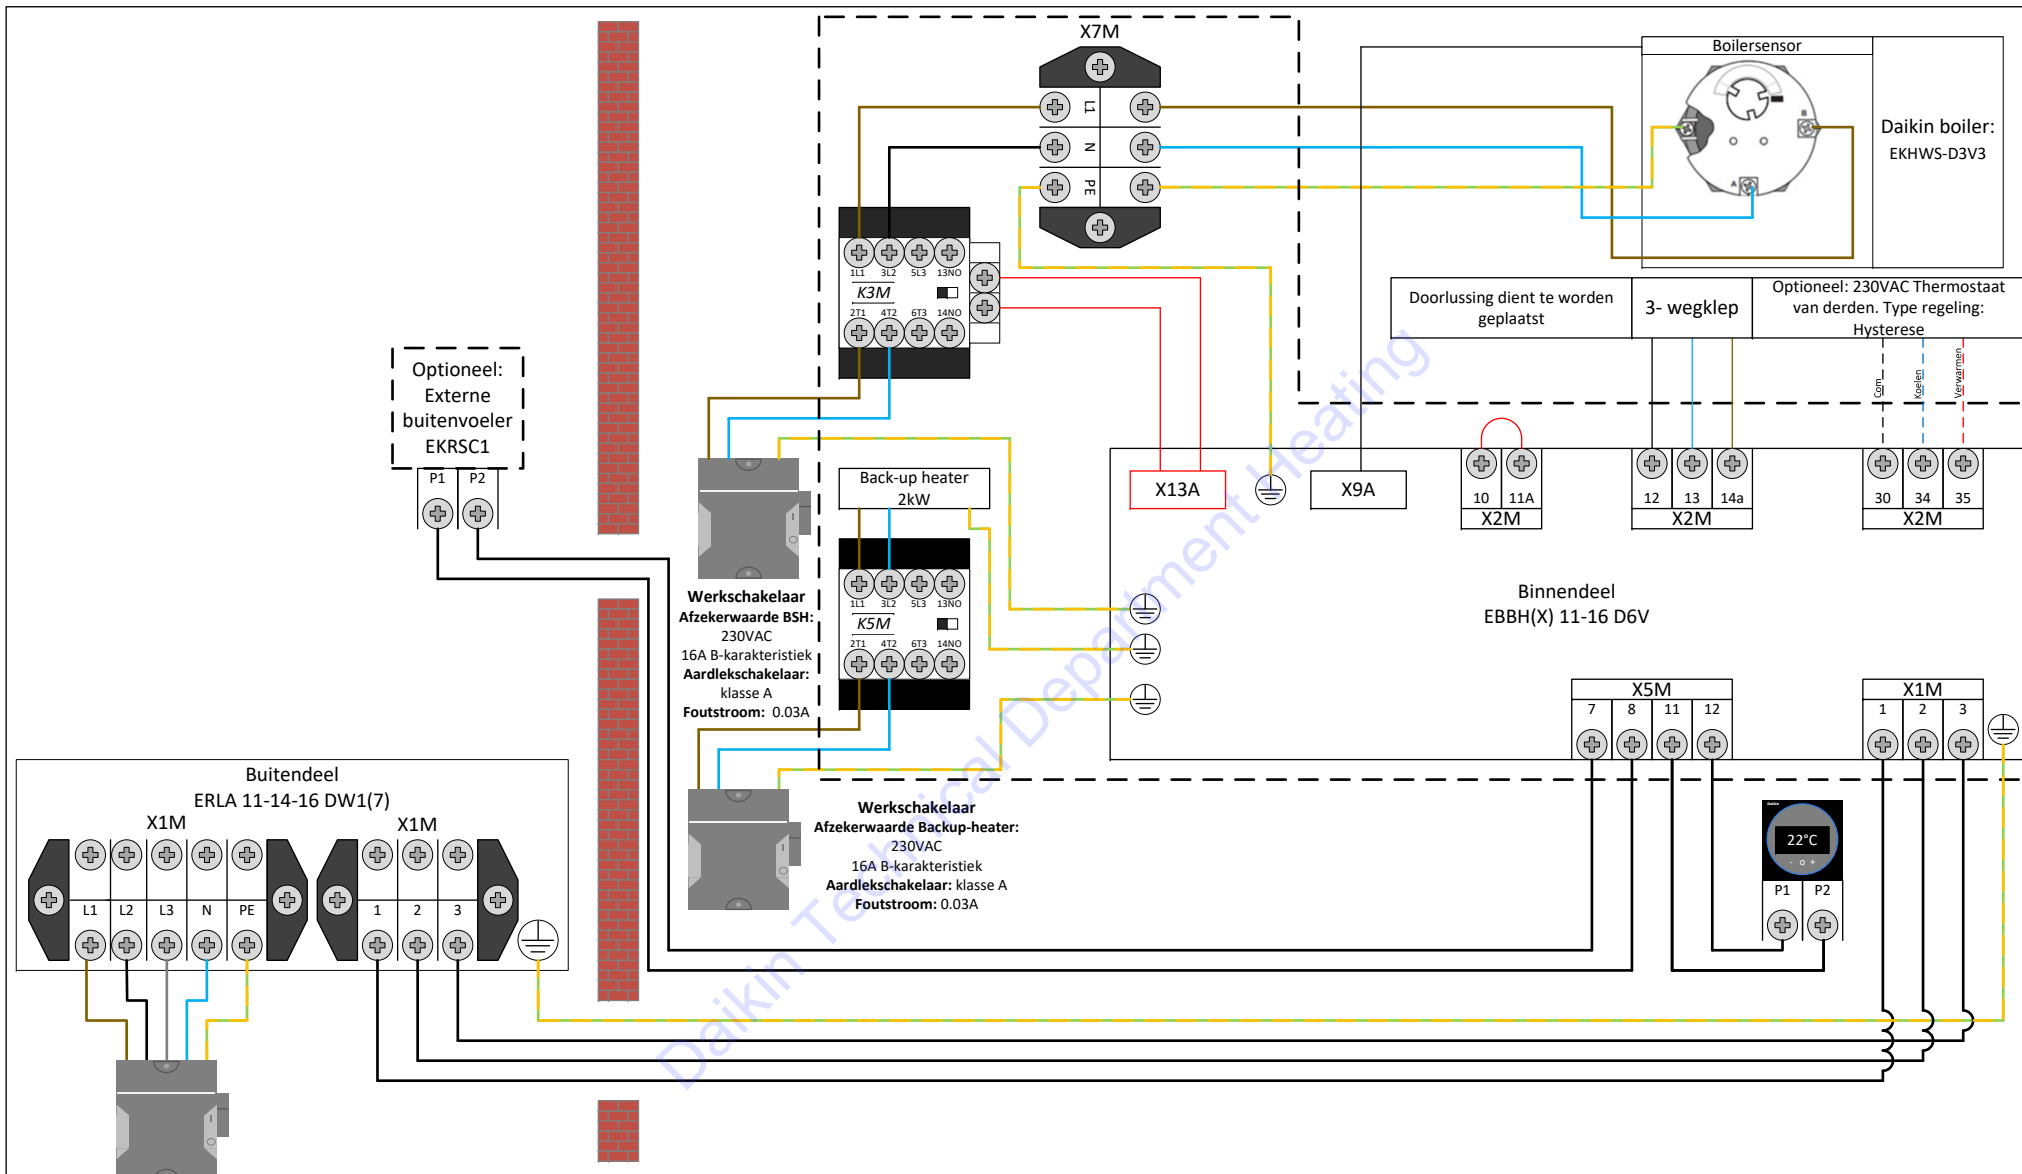 X7M
L1
N
PE
Boilersensor
B
A
Daikin boiler:
EKHWS-D3V3
1L1 3L2 5L3 13NO
K3M
2T1 4T2 6T3 14NO
Doorlussing dient te worden
geplaatst
3- wegklep
Optioneel: 230VAC Thermostaat
van derden. Type regeling:
Hysterese
Com
Koelen
Verwarmen
Optioneel:
Externe
buitenvoeler
EKRSC1
P1 P2
Back-up heater
2kW
X13A
X9A
10 11A
X2M
12 13 14a
X2M
30 34 35
X2M
I
O
Werkschakelaar
Afzekerwaarde BSH:
230VAC
16A B-karakteristiek
Aardlekschakelaar:
klasse A
Foutstroom: 0.03A
1L1 3L2 5L3 13NO
K5M
2T1 4T2 6T3 14NO
Binnendeel
EBBH(X) 11-16 D6V
X5M
7 8 11 12
X1M
1 2 3
Buitendeel
ERLA 11-14-16 DW1(7)
X1M
L1 L2 L3 N PE
X1M
1 2 3
I
O
Werkschakelaar
Afzekerwaarde Backup-heater:
230VAC
16A B-karakteristiek
Aardlekschakelaar: klasse A
Foutstroom: 0.03A
Daikin
22°C
- o +
P1 P2
I
O
Daikin Technical Department Heating